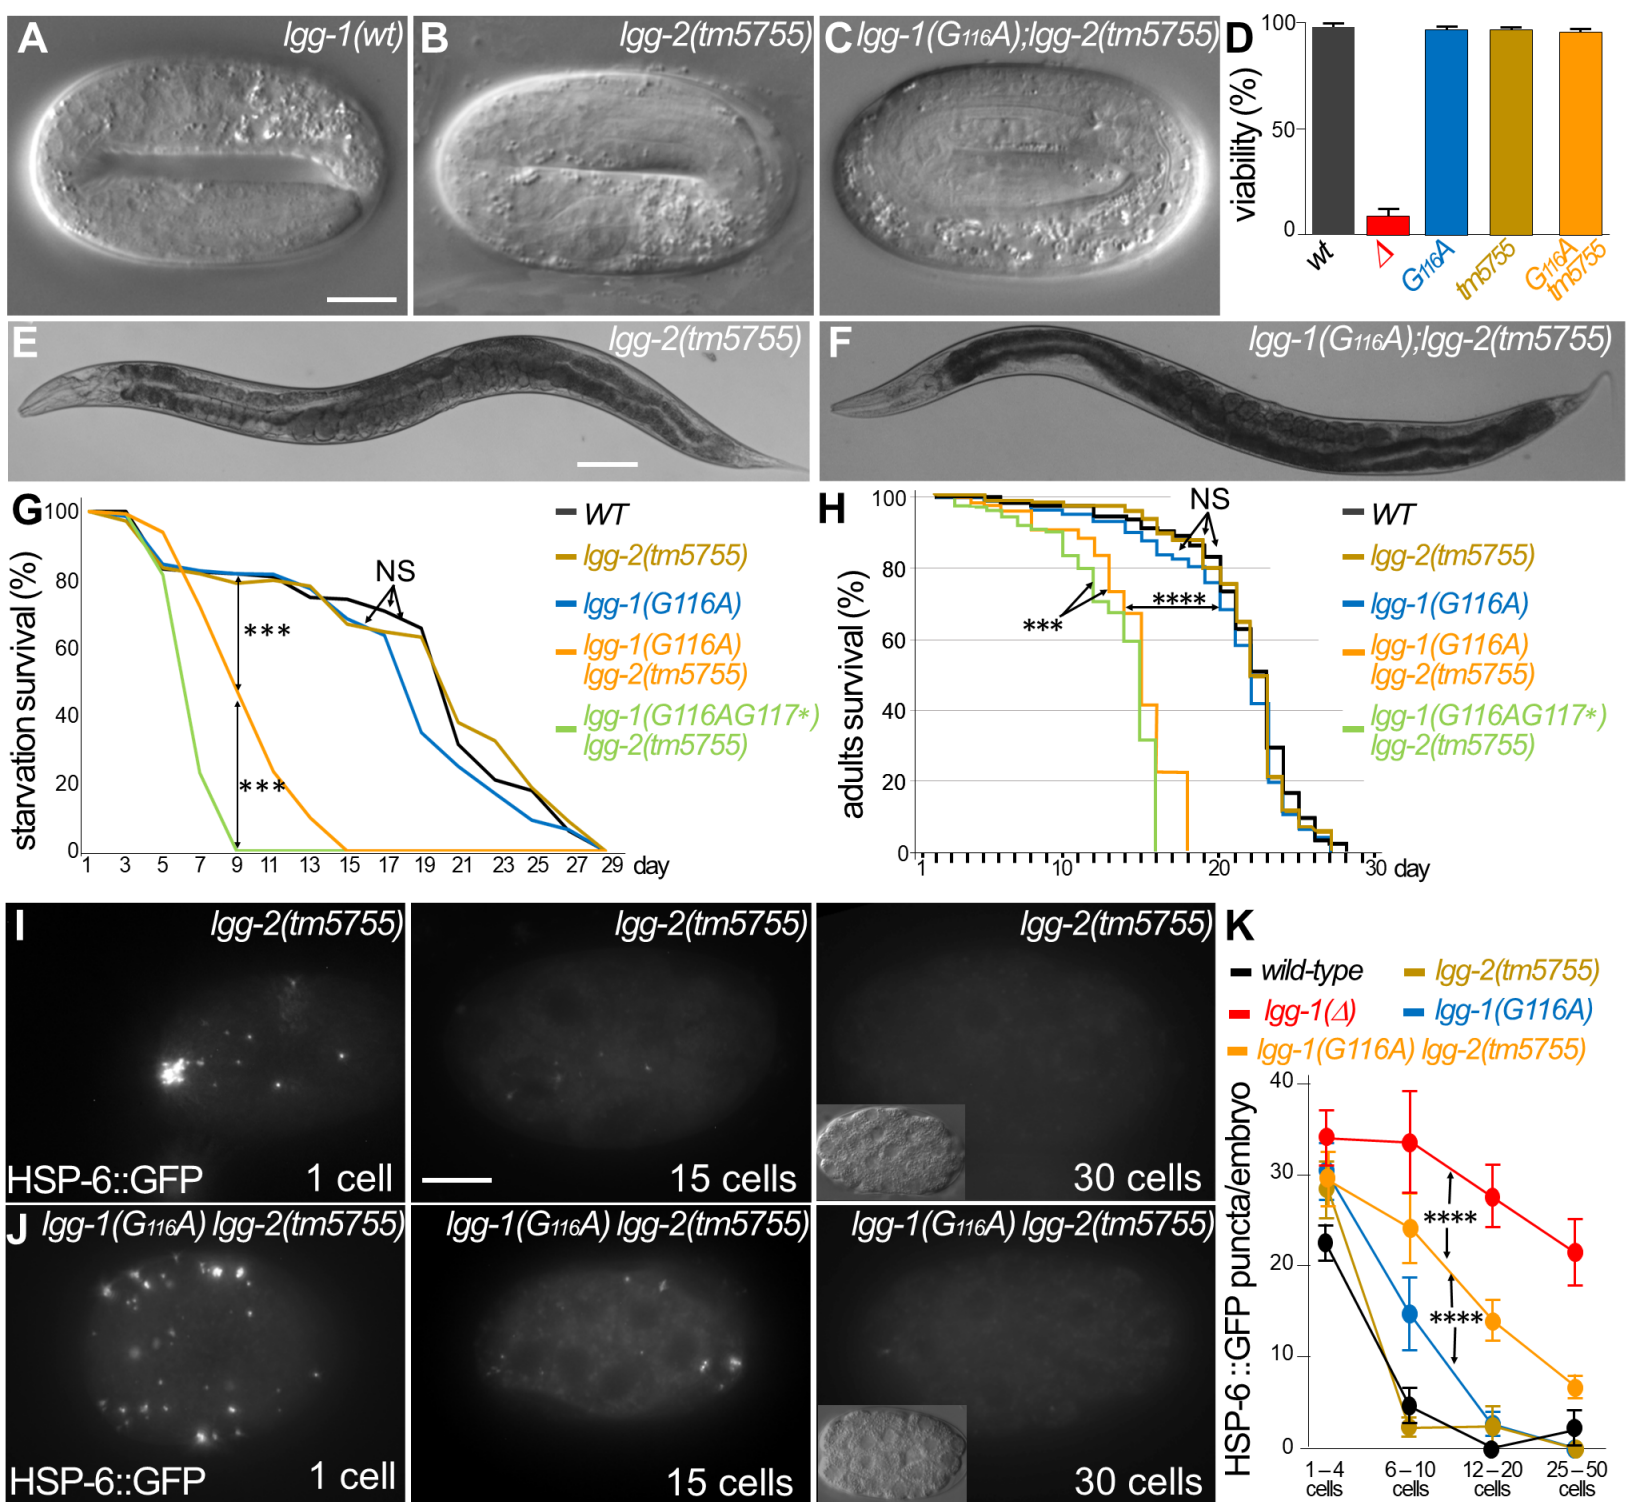 A lgg-1(wt)
B lgg-2(tm5755)
C lgg-1(G116A);lgg-2(tm5755)
D
viability (%)
100
50
0
wt
Δ
G116A
tm5755
G116A
tm5755
E lgg-2(tm5755)
F lgg-1(G116A);lgg-2(tm5755)
G
starvation survival (%)
100
80
60
40
20
0
1 3 5 7 9 11 13 15 17 19 21 23 25 27 29 day
NS
***
***
WT
lgg-2(tm5755)
lgg-1(G116A)
lgg-1(G116A)
lgg-2(tm5755)
lgg-1(G116AG117*)
lgg-2(tm5755)
H
adults survival (%)
100
80
60
40
20
0
1 10 20 30 day
NS
****
***
WT
lgg-2(tm5755)
lgg-1(G116A)
lgg-1(G116A)
lgg-2(tm5755)
lgg-1(G116AG117*)
lgg-2(tm5755)
I lgg-2(tm5755)
HSP-6::GFP 1 cell
lgg-2(tm5755)
15 cells
lgg-2(tm5755)
30 cells
J lgg-1(G116A) lgg-2(tm5755)
HSP-6::GFP 1 cell
lgg-1(G116A) lgg-2(tm5755)
15 cells
lgg-1(G116A) lgg-2(tm5755)
30 cells
K
wild-type lgg-2(tm5755)
lgg-1(Δ) lgg-1(G116A)
lgg-1(G116A) lgg-2(tm5755)
HSP-6::GFP puncta/embryo
40
30
20
10
0
****
****
1–4 6–10 12–20 25–50
cells cells cells cells